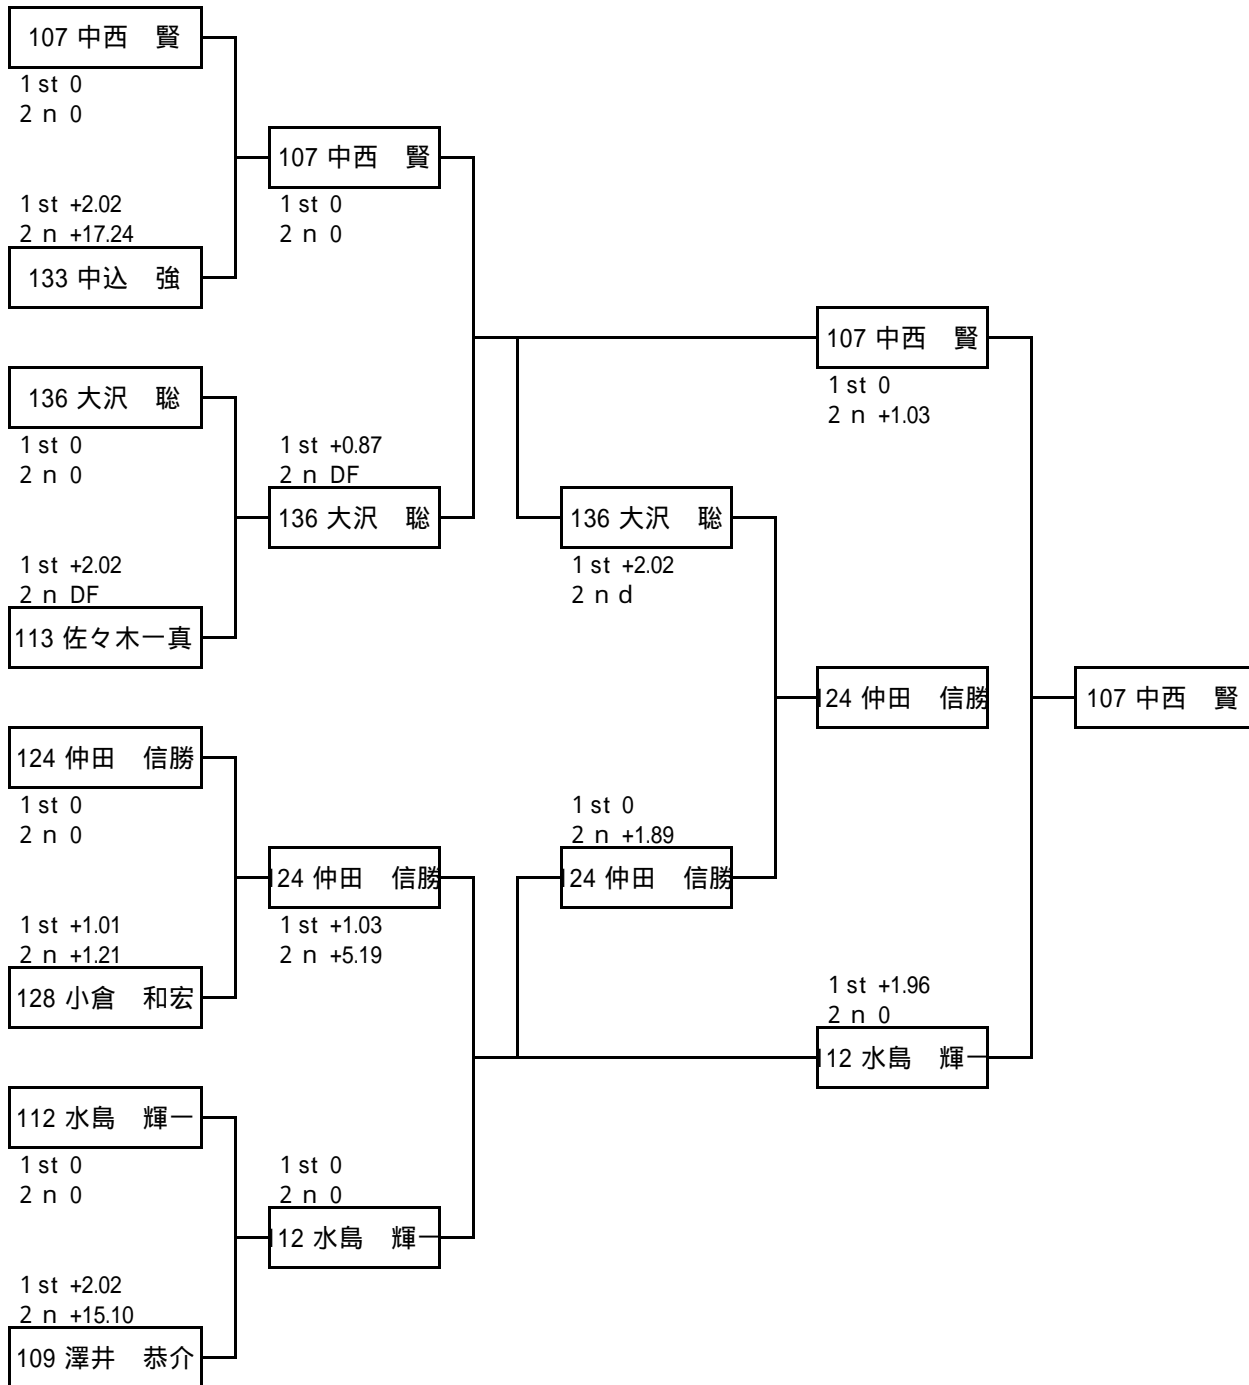 107 中西　賢
1 st 0
2 n 0
1 st +2.02
2 n +17.24
133 中込　強
136 大沢　聡
1 st 0
2 n 0
1 st +2.02
2 n DF
113 佐々木一真
124 仲田　信勝
1 st 0
2 n 0
1 st +1.01
2 n +1.21
128 小倉　和宏
112 水島　輝一
1 st 0
2 n 0
1 st +2.02
2 n +15.10
109 澤井　恭介
107 中西　賢
1 st 0
2 n 0
1 st +0.87
2 n DF
136 大沢　聡
124 仲田　信勝
1 st +1.03
2 n +5.19
1 st 0
2 n 0
112 水島　輝一
136 大沢　聡
1 st +2.02
2 n d
1 st 0
2 n +1.89
124 仲田　信勝
107 中西　賢
1 st 0
2 n +1.03
124 仲田　信勝
1 st +1.96
2 n 0
112 水島　輝一
107 中西　賢